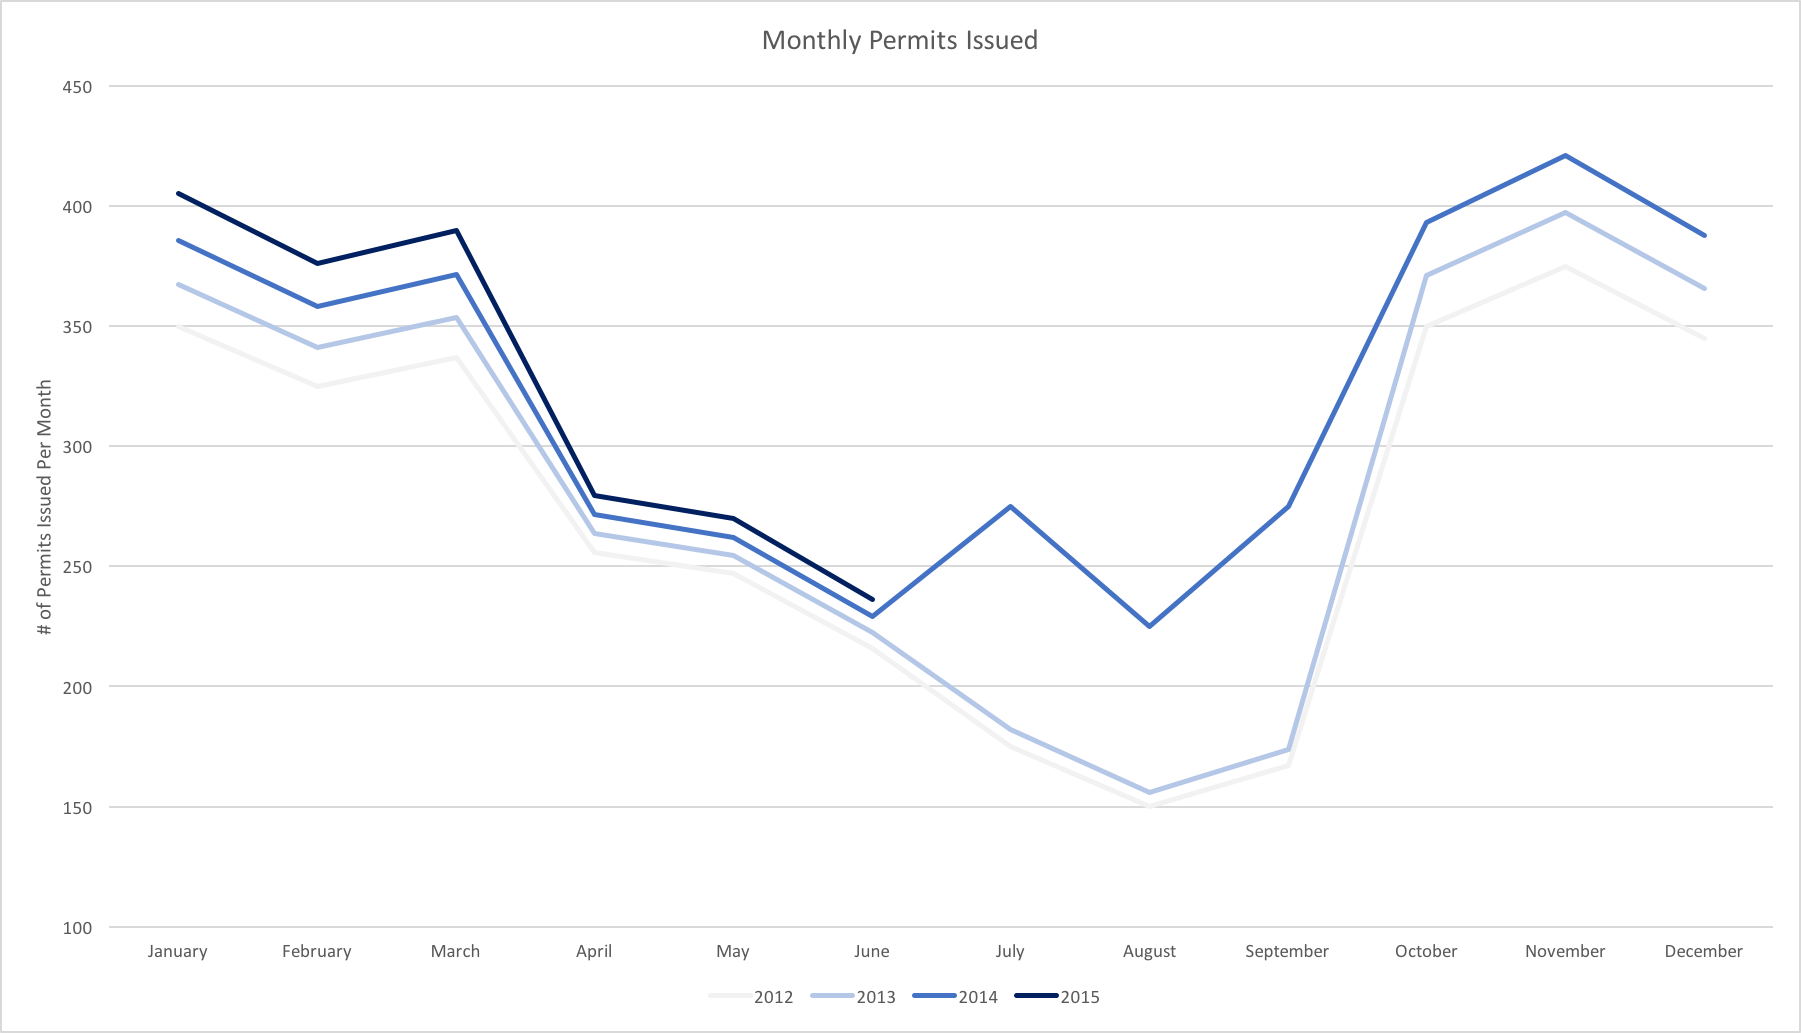 Monthly Permits Issued
# of Permits Issued Per Month
450
400
350
300
250
200
150
100
January February March April May June July August September October November December
2012 2013 2014 2015